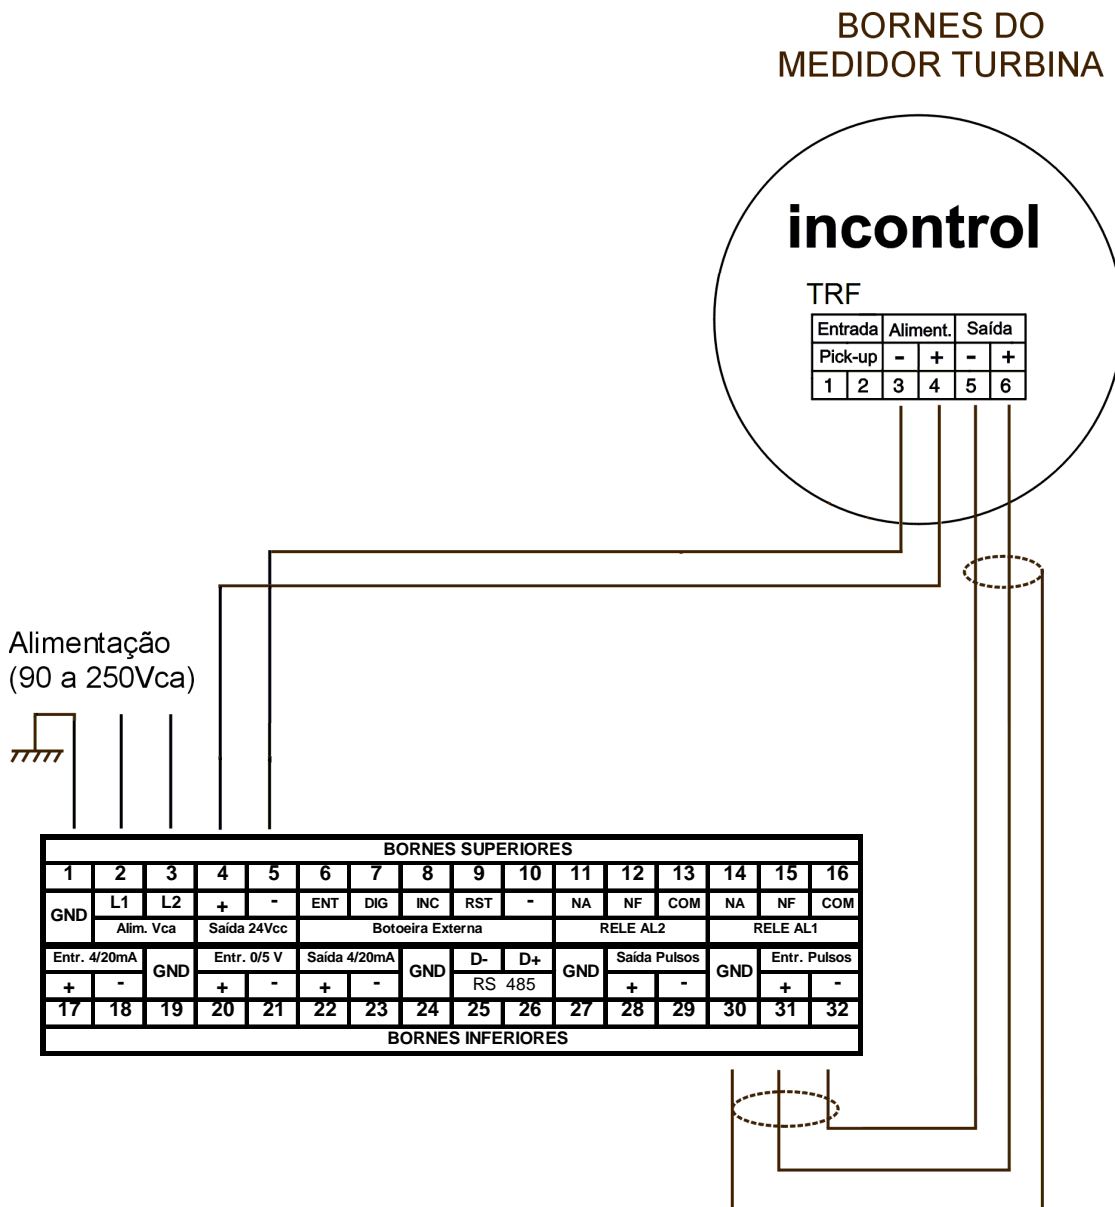 BORNES DO
MEDIDOR TURBINA
incontrol
TRF
Entrada Aliment. Saída
Pick-up - + - +
1 2 3 4 5 6
Alimentação
(90 a 250Vca)
BORNES SUPERIORES
1 2 3 4 5 6 7 8 9 10 11 12 13 14 15 16
GND L1 L2 + - ENT DIG INC RST - NA NF COM NA NF COM
Alim. Vca Saída 24Vcc Botoeira Externa RELE AL2 RELE AL1
Entr. 4/20mA GND Entr. 0/5 V Saída 4/20mA GND D- D+ GND Saída Pulsos GND Entr. Pulsos
+ - + - + - RS 485 + - + -
17 18 19 20 21 22 23 24 25 26 27 28 29 30 31 32
BORNES INFERIORES